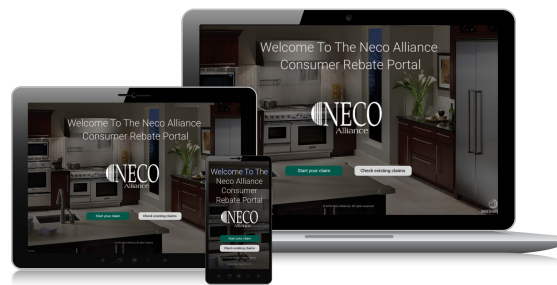 Welcome To The Neco Alliance
Consumer Rebate Portal
NECO
Alliance
Start your claim
Check existing claims
Welcome To The Neco Alliance
Consumer Rebate Portal
NECO
Alliance
Start your claim
Check existing claims
Welcome To The
Neco Alliance
Consumer
Rebate Portal
NECO
Alliance
Start your claim
Check existing claims